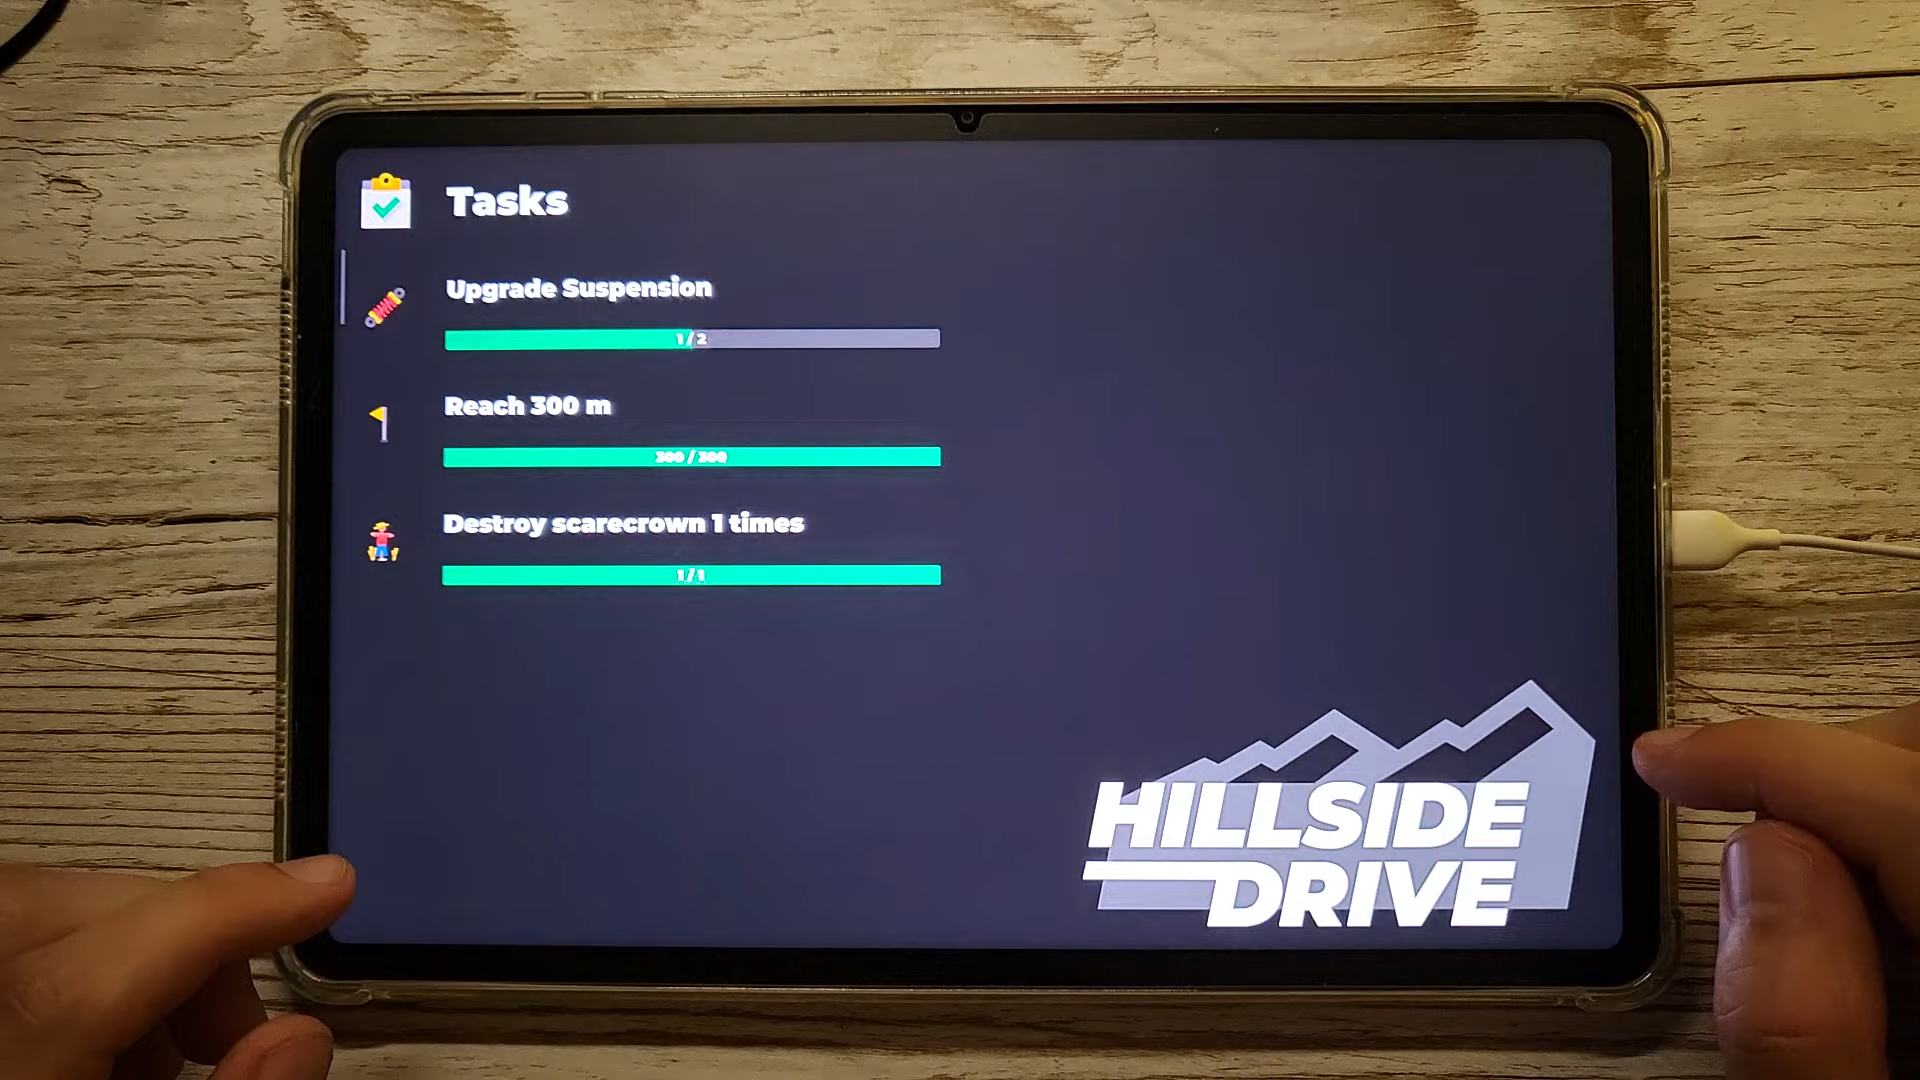 Tasks
Upgrade Suspension
1 / 2
Reach 300 m
300 / 300
Destroy scarecrown 1 times
1 / 1
HILLSIDE
DRIVE